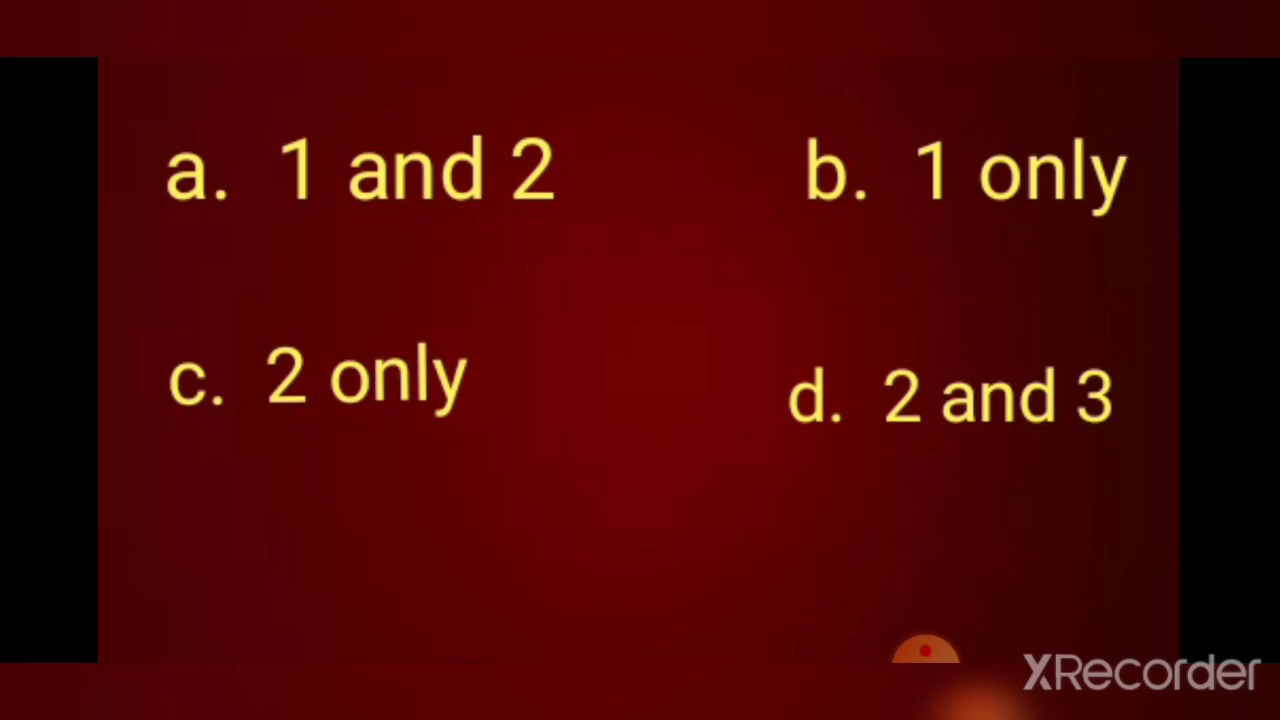 a. 1 and 2
b. 1 only
c. 2 only
d. 2 and 3
XRecorder